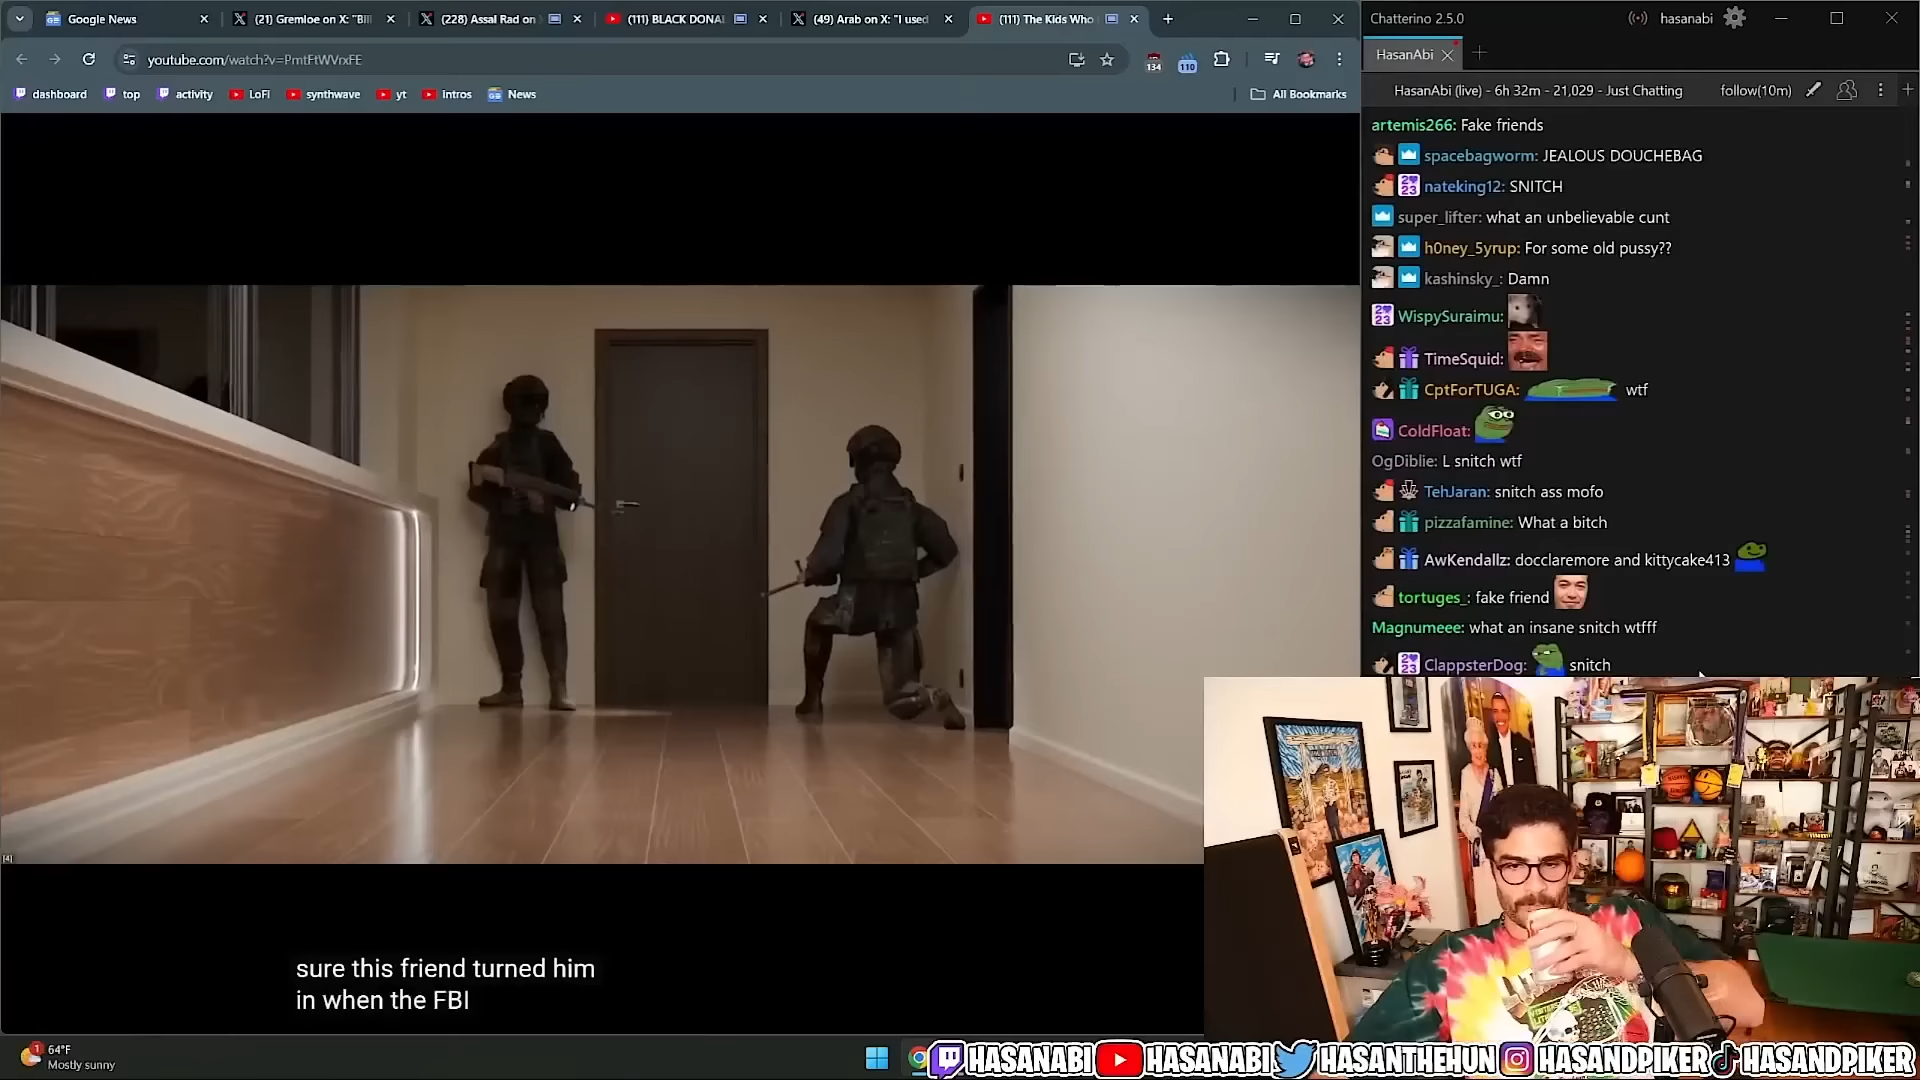 Google News
(21) Gremloe on X: "Bill
(228) Assal Rad on
(111) BLACK DONAL
(49) Arab on X: "I used
(111) The Kids Who
youtube.com/watch?v=PmtFtWVrxFE
134
110
dashboard
top
activity
LoFi
synthwave
yt
Intros
News
All Bookmarks
sure this friend turned him
in when the FBI
Chatterino 2.5.0
hasanabi
HasanAbi
HasanAbi (live) - 6h 32m - 21,029 - Just Chatting
follow(10m)
artemis266: Fake friends
spacebagworm: JEALOUS DOUCHEBAG
nateking12: SNITCH
super_lifter: what an unbelievable cunt
h0ney_5yrup: For some old pussy??
kashinsky_: Damn
WispySuraimu:
TimeSquid:
CptForTUGA: wtf
ColdFloat:
OgDiblie: L snitch wtf
TehJaran: snitch ass mofo
pizzafamine: What a bitch
AwKendallz: docclaremore and kittycake413
tortuges_: fake friend
Magnumeee: what an insane snitch wtfff
ClappsterDog: snitch
1
64°F
Mostly sunny
HASANABI
HASANABI
HASANTHEHUN
HASANDPIKER
HASANDPIKER